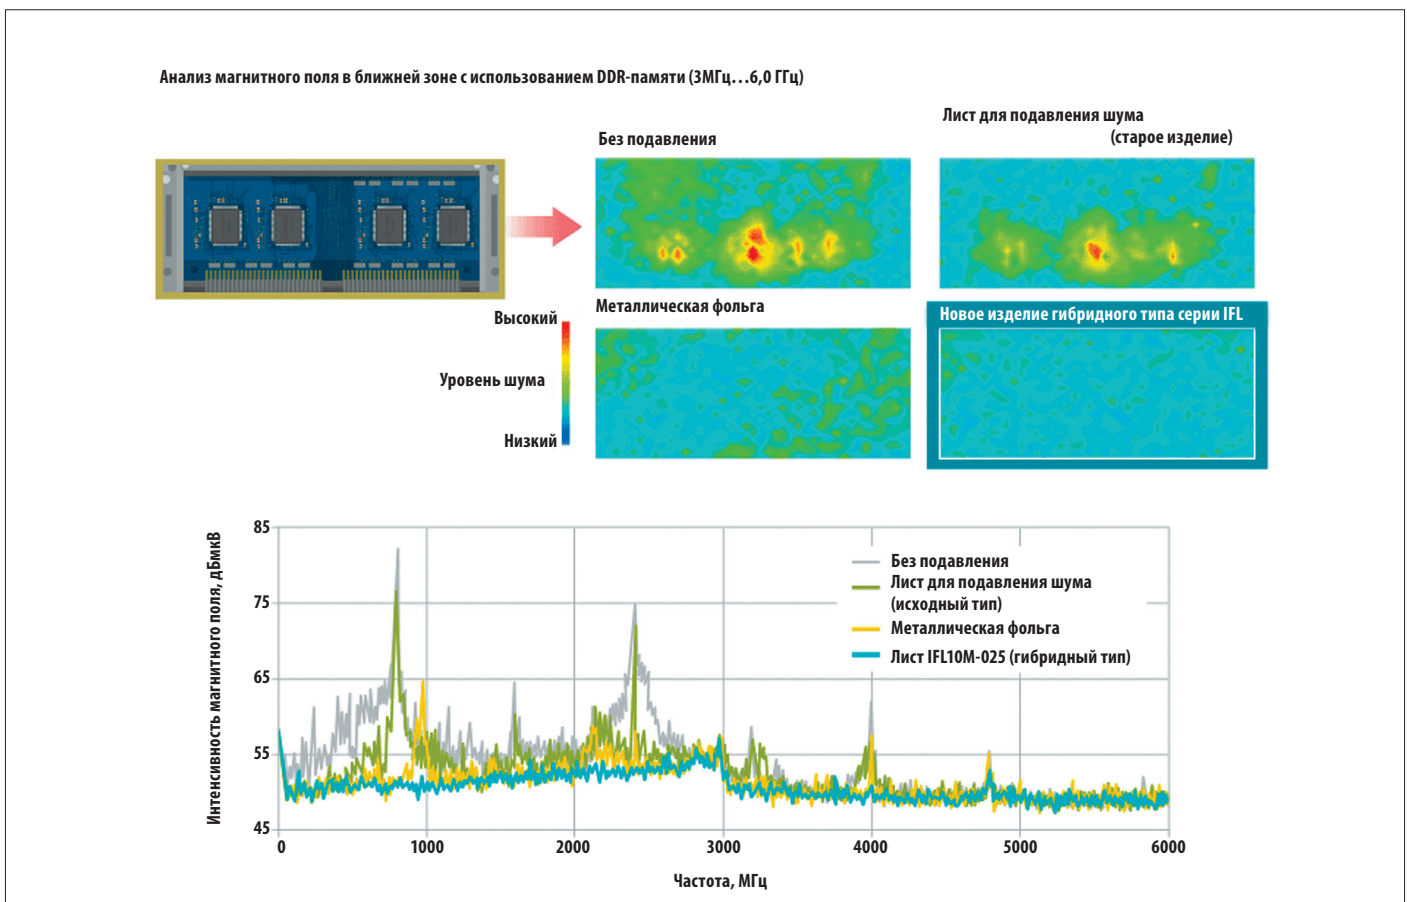 Анализ магнитного поля в ближней зоне с использованием DDR-памяти (3МГц…6,0 ГГц)
Без подавления
Лист для подавления шума
(старое изделие)
Высокий
Уровень шума
Низкий
Металлическая фольга
Новое изделие гибридного типа серии IFL
Интенсивность магнитного поля, дБмкВ
85
75
65
55
45
0
1000
2000
3000
4000
5000
6000
Частота, МГц
Без подавления
Лист для подавления шума
(исходный тип)
Металлическая фольга
Лист IFL10M-025 (гибридный тип)